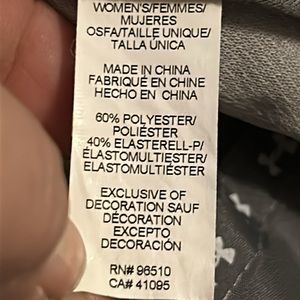 WOMEN'S/FEMMES/
MUJERES
OSFA/TAILLE UNIQUE/
TALLA ÚNICA
MADE IN CHINA
FABRIQUÉ EN CHINE
HECHO EN CHINA
60% POLYESTER/
POLIÉSTER
40% ELASTERELL-P/
ÉLASTOMULTIESTER/
ELASTOMULTIÉSTER
EXCLUSIVE OF
DECORATION SAUF
DÉCORATION
EXCEPTO
DECORACIÓN
RN# 96510
CA# 41095